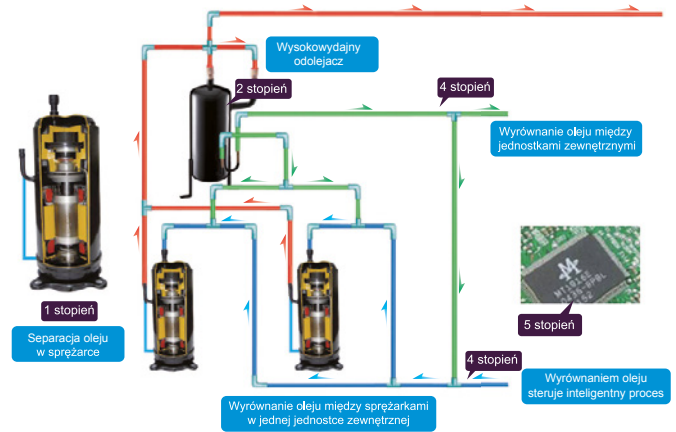 Wysokowydajny
odolejacz
2 stopień
4 stopień
Wyrównanie oleju między
jednostkami zewnętrznymi
1 stopień
Separacja oleju
w sprężarce
5 stopień
4 stopień
Wyrównaniem oleju
steruje inteligentny proces
Wyrównanie oleju między sprężarkami
w jednej jednostce zewnętrznej